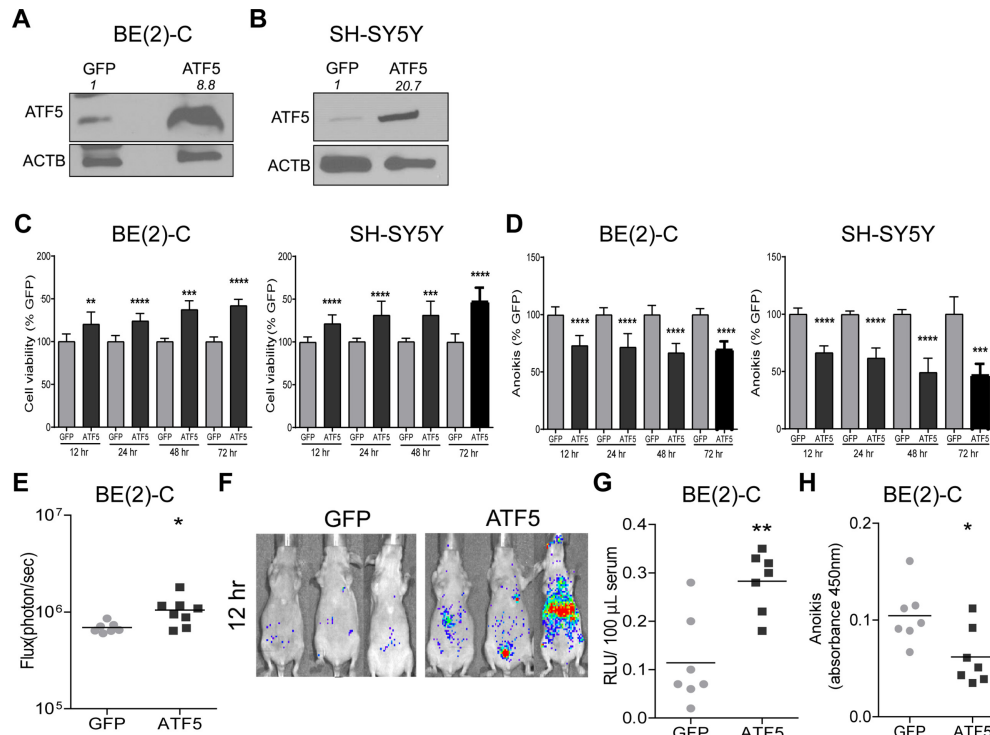 A
BE(2)-C
GFP ATF5
1 8.8
ATF5
ACTB
B
SH-SY5Y
GFP ATF5
1 20.7
ATF5
ACTB
C
BE(2)-C
Cell viability (% GFP)
200
50
100
50
0
** **** *** ****
GFP ATF5 GFP ATF5 GFP ATF5 GFP ATF5
12 hr 24 hr 48 hr 72 hr
SH-SY5Y
Cell viability (% GFP)
200
50
100
50
0
**** **** *** ****
GFP ATF5 GFP ATF5 GFP ATF5 GFP ATF5
12 hr 24 hr 48 hr 72 hr
D
BE(2)-C
Anoikis (% GFP)
150
100
50
0
**** **** **** ****
GFP ATF5 GFP ATF5 GFP ATF5 GFP ATF5
12 hr 24 hr 48 hr 72 hr
SH-SY5Y
Anoikis (% GFP)
150
100
50
0
**** **** **** ***
GFP ATF5 GFP ATF5 GFP ATF5 GFP ATF5
12 hr 24 hr 48 hr 72 hr
E
BE(2)-C
Flux(photon/sec)
10⁷
10⁶
10⁵
*
GFP ATF5
F
GFP ATF5
12 hr
G
BE(2)-C
RLU/ 100 µL serum
0.4
0.3
0.2
0.1
0.0
**
GFP ATF5
H
BE(2)-C
Anoikis
(absorbance 450nm)
0.2
0.1
0.0
*
GFP ATF5